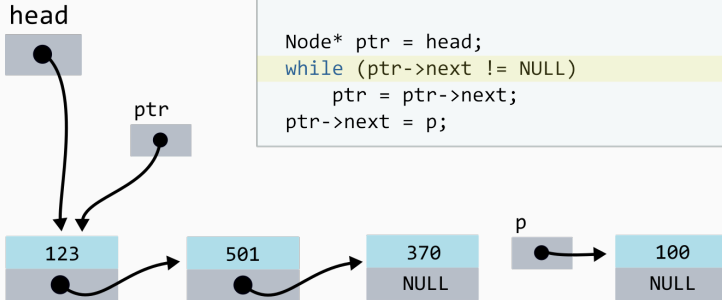 head
Node* ptr = head;
while (ptr->next != NULL)
ptr = ptr->next;
ptr->next = p;
ptr
p
123
501
370
100
NULL
NULL